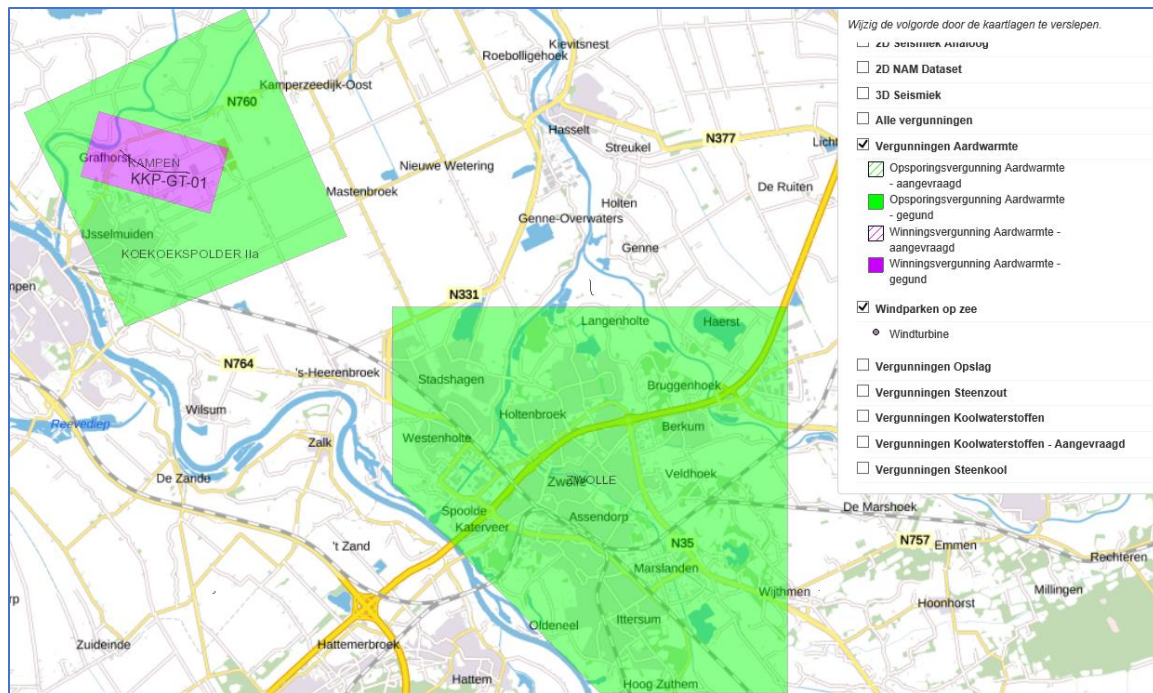 Wijzig de volgorde door de kaartlagen te verslepen.
2D Seismiek Analoog
2D NAM Dataset
3D Seismiek
Alle vergunningen
Vergunningen Aardwarmte
Opsporingsvergunning Aardwarmte
- aangevraagd
Opsporingsvergunning Aardwarmte
- gegund
Winningsvergunning Aardwarmte -
aangevraagd
Winningsvergunning Aardwarmte -
gegund
Windparken op zee
Windturbine
Vergunningen Opslag
Vergunningen Steenzout
Vergunningen Koolwaterstoffen
Vergunningen Koolwaterstoffen - Aangevraagd
Vergunningen Steenkool
Kievitsnest
Roebolligehoek
Kamperzeedijk-Oost
N760
Hasselt
Streukel
N377
Licht
Grafhorst
KAMPEN
KKP-GT-01
Nieuwe Wetering
Mastenbroek
De Ruiten
Holten
Genne-Overwaters
Genne
IJsselmuiden
KOEKOEKSPOLDER IIa
mpen
N331
Langenholte
Haerst
N764
's-Heerenbroek
Stadshagen
Bruggenhoek
Wilsum
Holtenbroek
Reevediep
Zalk
Westenholte
Berkum
De Zande
Zwolle
ZWOLLE
Veldhoek
Spoolde
Katerveer
Assendorp
De Marshoek
't Zand
N35
N757
Emmen
Rechteren
Marslanden
Wijthmen
Millingen
Hoonhorst
rp
Ittersum
Oldeneel
Zuideinde
Hattemerbroek
Hattem
Hoog Zuthem